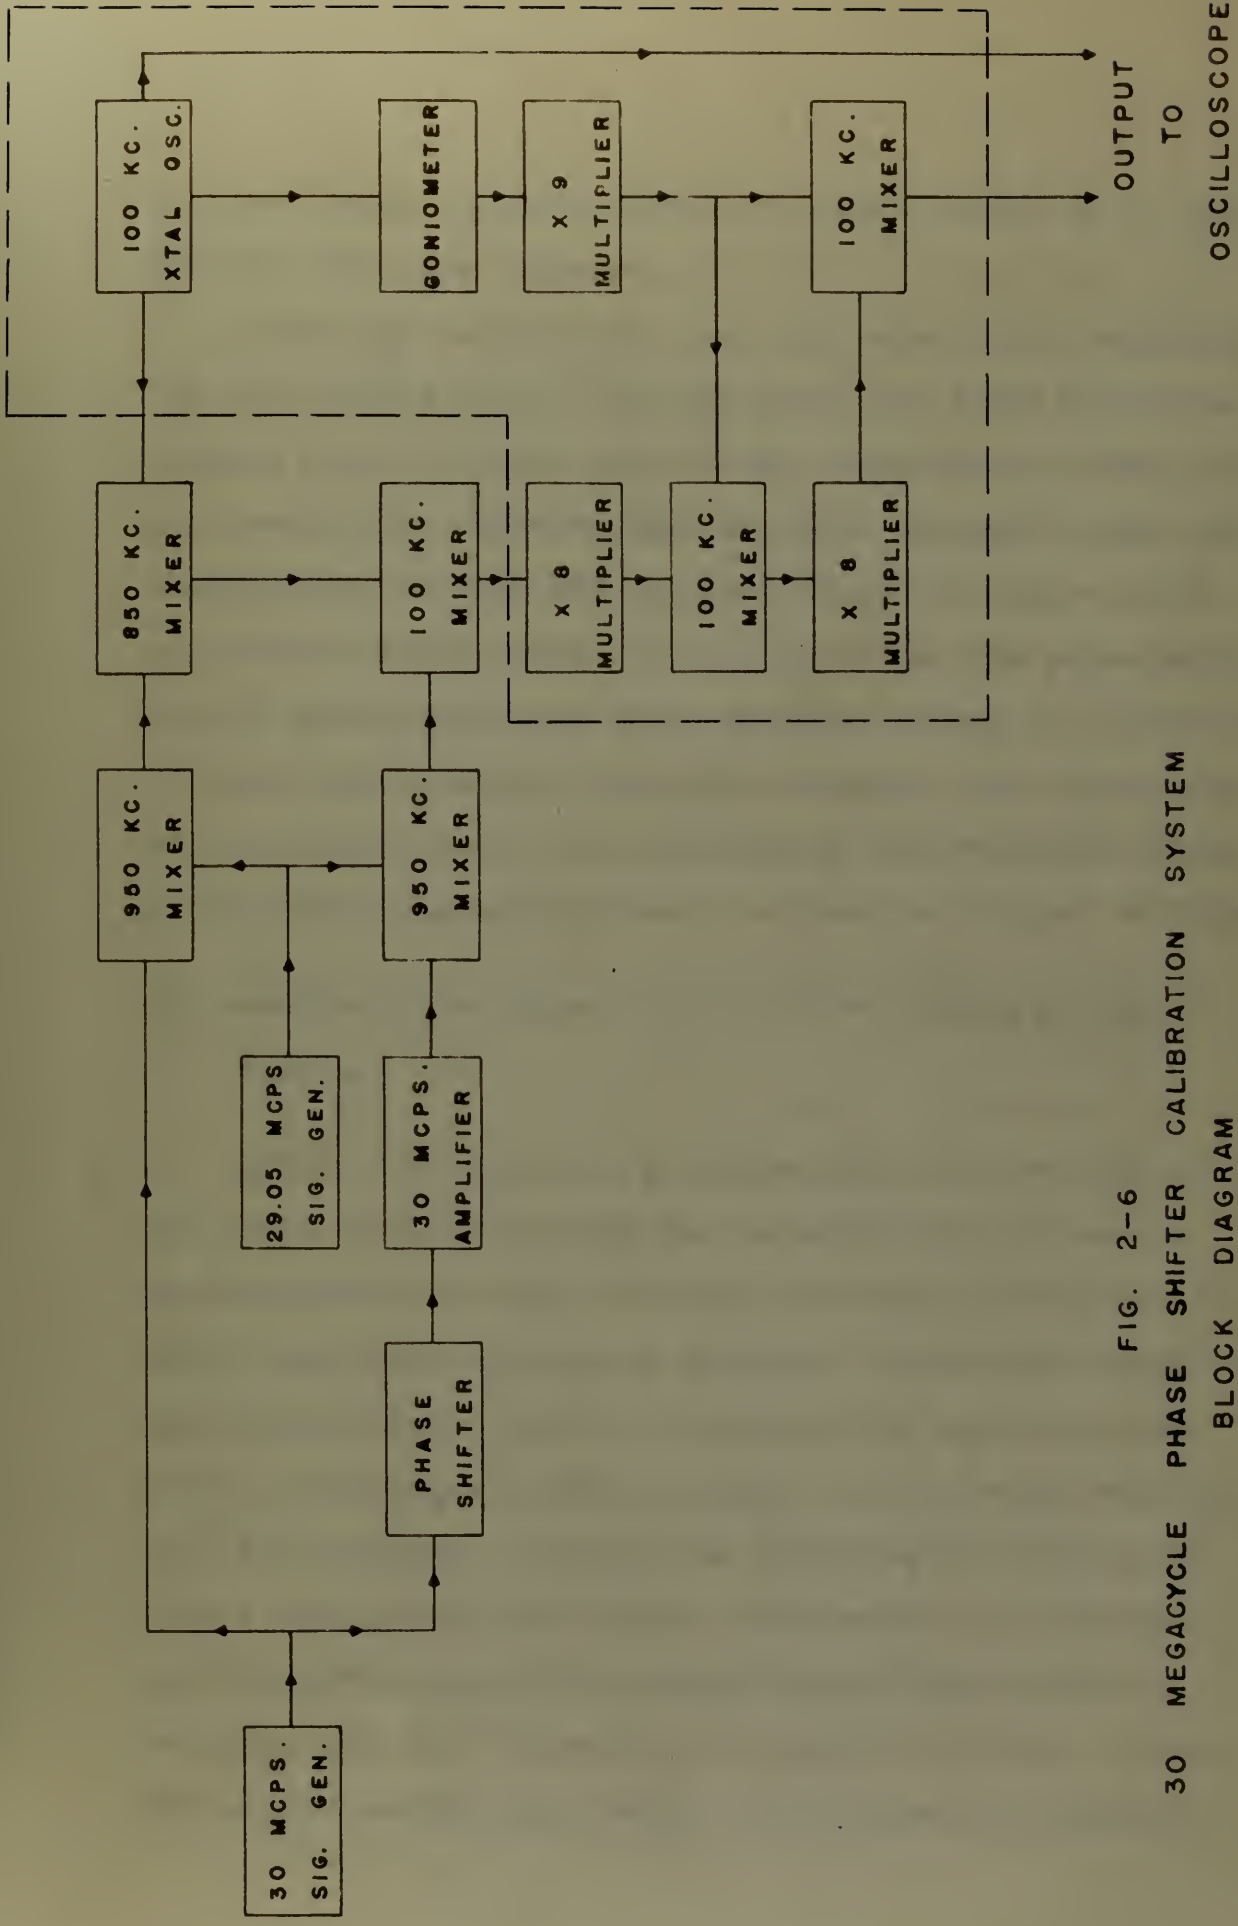 30 MCPS.
SIG. GEN.
PHASE
SHIFTER
29.05 MCPS
SIG. GEN.
30 MCPS.
AMPLIFIER
950 KC.
MIXER
950 KC.
MIXER
850 KC.
MIXER
100 KC.
MIXER
X 8
MULTIPLIER
100 KC.
MIXER
X 8
MULTIPLIER
100 KC.
XTAL OSC.
GONIOMETER
X 9
MULTIPLIER
100 KC.
MIXER
OUTPUT
TO
OSCILLOSCOPE
FIG. 2-6
30 MEGACYCLE PHASE SHIFTER CALIBRATION SYSTEM
BLOCK DIAGRAM